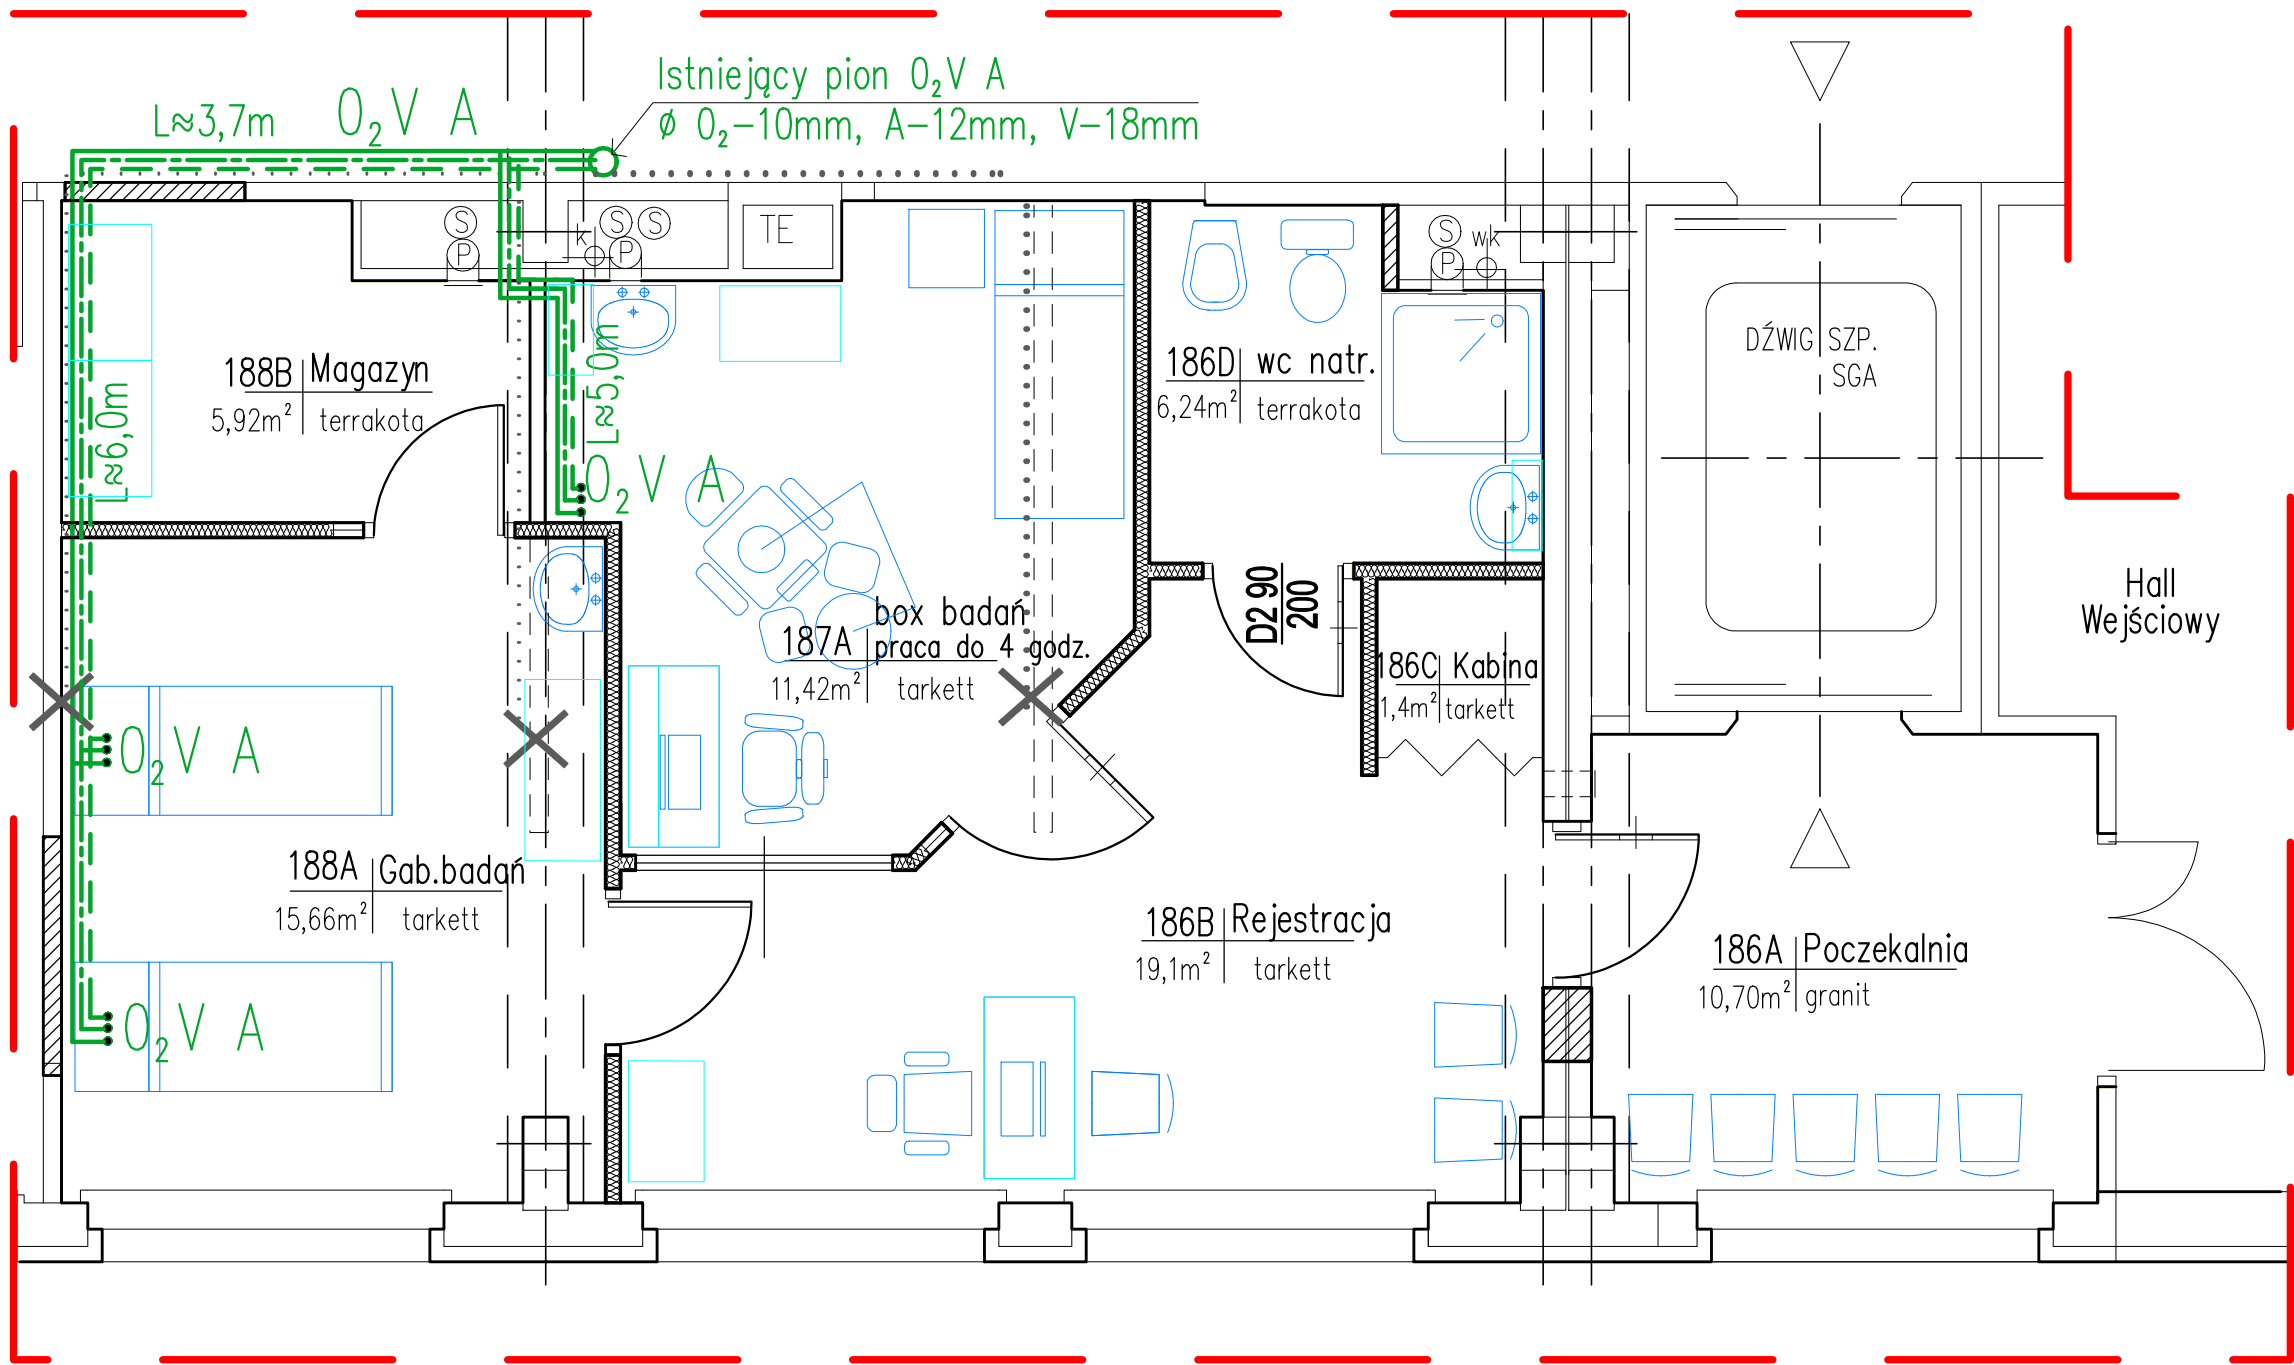 Istniejący pion O₂V A
ø O₂-10mm, A-12mm, V-18mm
L≈3,7m
O₂V A
S
P
S S
P
k
TE
S
P
wk
DŹWIG SZP.
SGA
188B Magazyn
5,92m² terrakota
L≈6,0m
L≈5,0m
O₂V A
186D wc natr.
6,24m² terrakota
D2 90
200
Hall
Wejściowy
187A box badań
praca do 4 godz.
11,42m² tarkett
186C Kabina
1,4m² tarkett
O₂V A
188A Gab.badań
15,66m² tarkett
186B Rejestracja
19,1m² tarkett
186A Poczekalnia
10,70m² granit
O₂V A